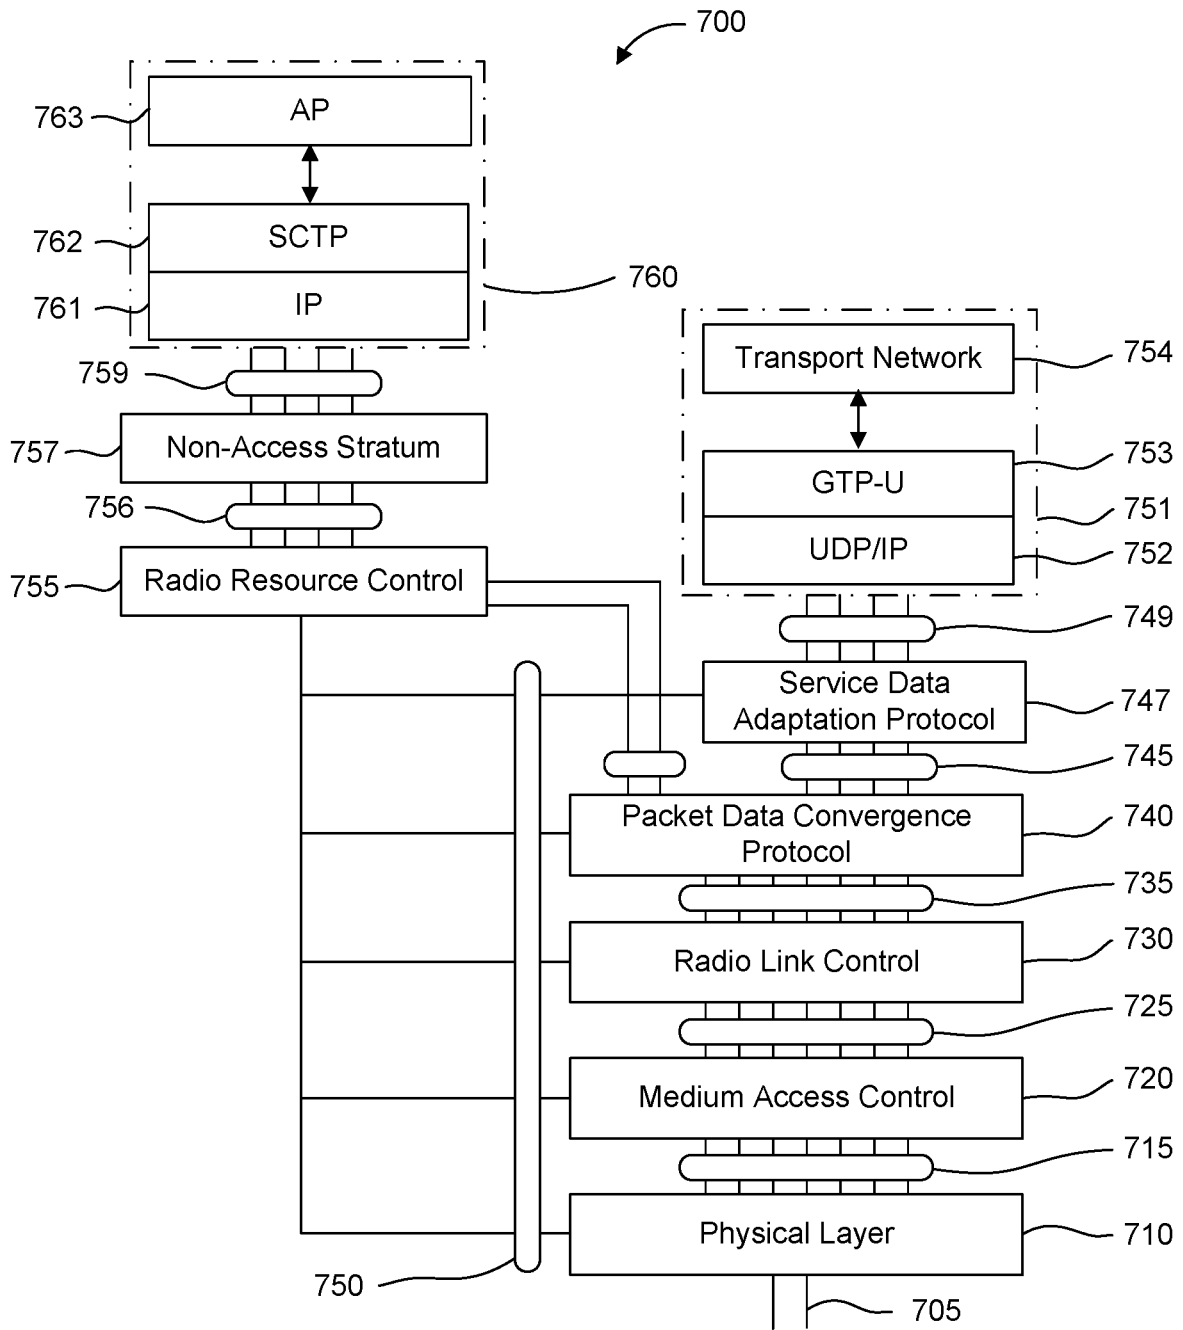 700
763
AP
762
SCTP
761
IP
760
759
757
Non-Access Stratum
756
755
Radio Resource Control
Transport Network
754
GTP-U
753
751
UDP/IP
752
749
Service Data
Adaptation Protocol
747
745
Packet Data Convergence
Protocol
740
735
Radio Link Control
730
725
Medium Access Control
720
715
Physical Layer
710
750
705